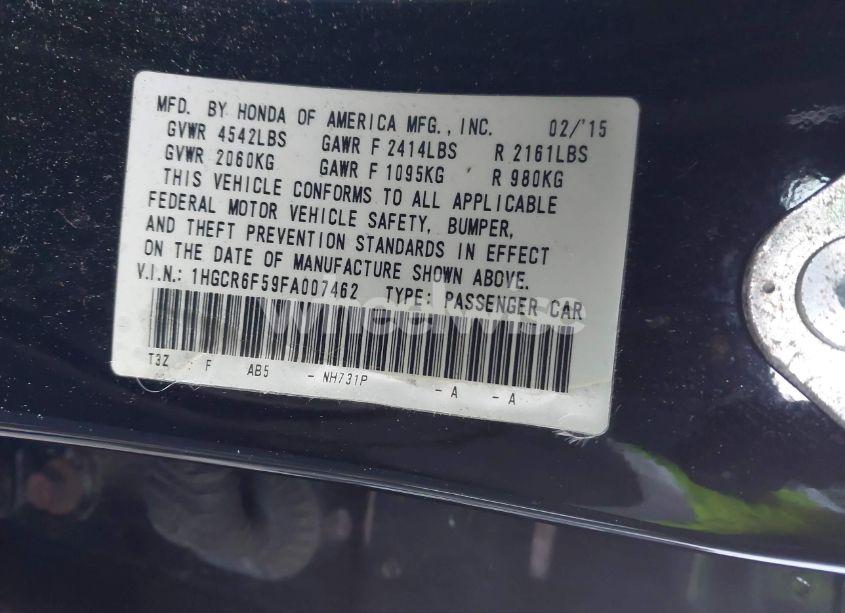 MFD. BY HONDA OF AMERICA MFG., INC. 02/'15
GVWR 4542LBS GAWR F 2414LBS R 2161LBS
GVWR 2060KG GAWR F 1095KG R 980KG
THIS VEHICLE CONFORMS TO ALL APPLICABLE
FEDERAL MOTOR VEHICLE SAFETY, BUMPER,
AND THEFT PREVENTION STANDARDS IN EFFECT
ON THE DATE OF MANUFACTURE SHOWN ABOVE.
V.I.N.: 1HGCR6F59FA007462 TYPE: PASSENGER CAR
wheelwise
T3Z F AB5 - NH731P - A - A